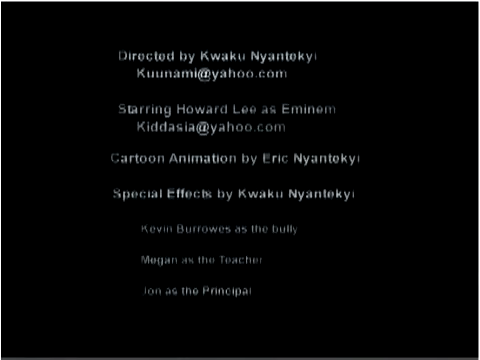 Directed by Kwaku Nyantekyi
Kuunami@yahoo.com
Starring Howard Lee as Eminem
Kiddasia@yahoo.com
Cartoon Animation by Eric Nyantekyi
Special Effects by Kwaku Nyantekyi
Kevin Burrowes as the bully
Megan as the Teacher
Jon as the Principal